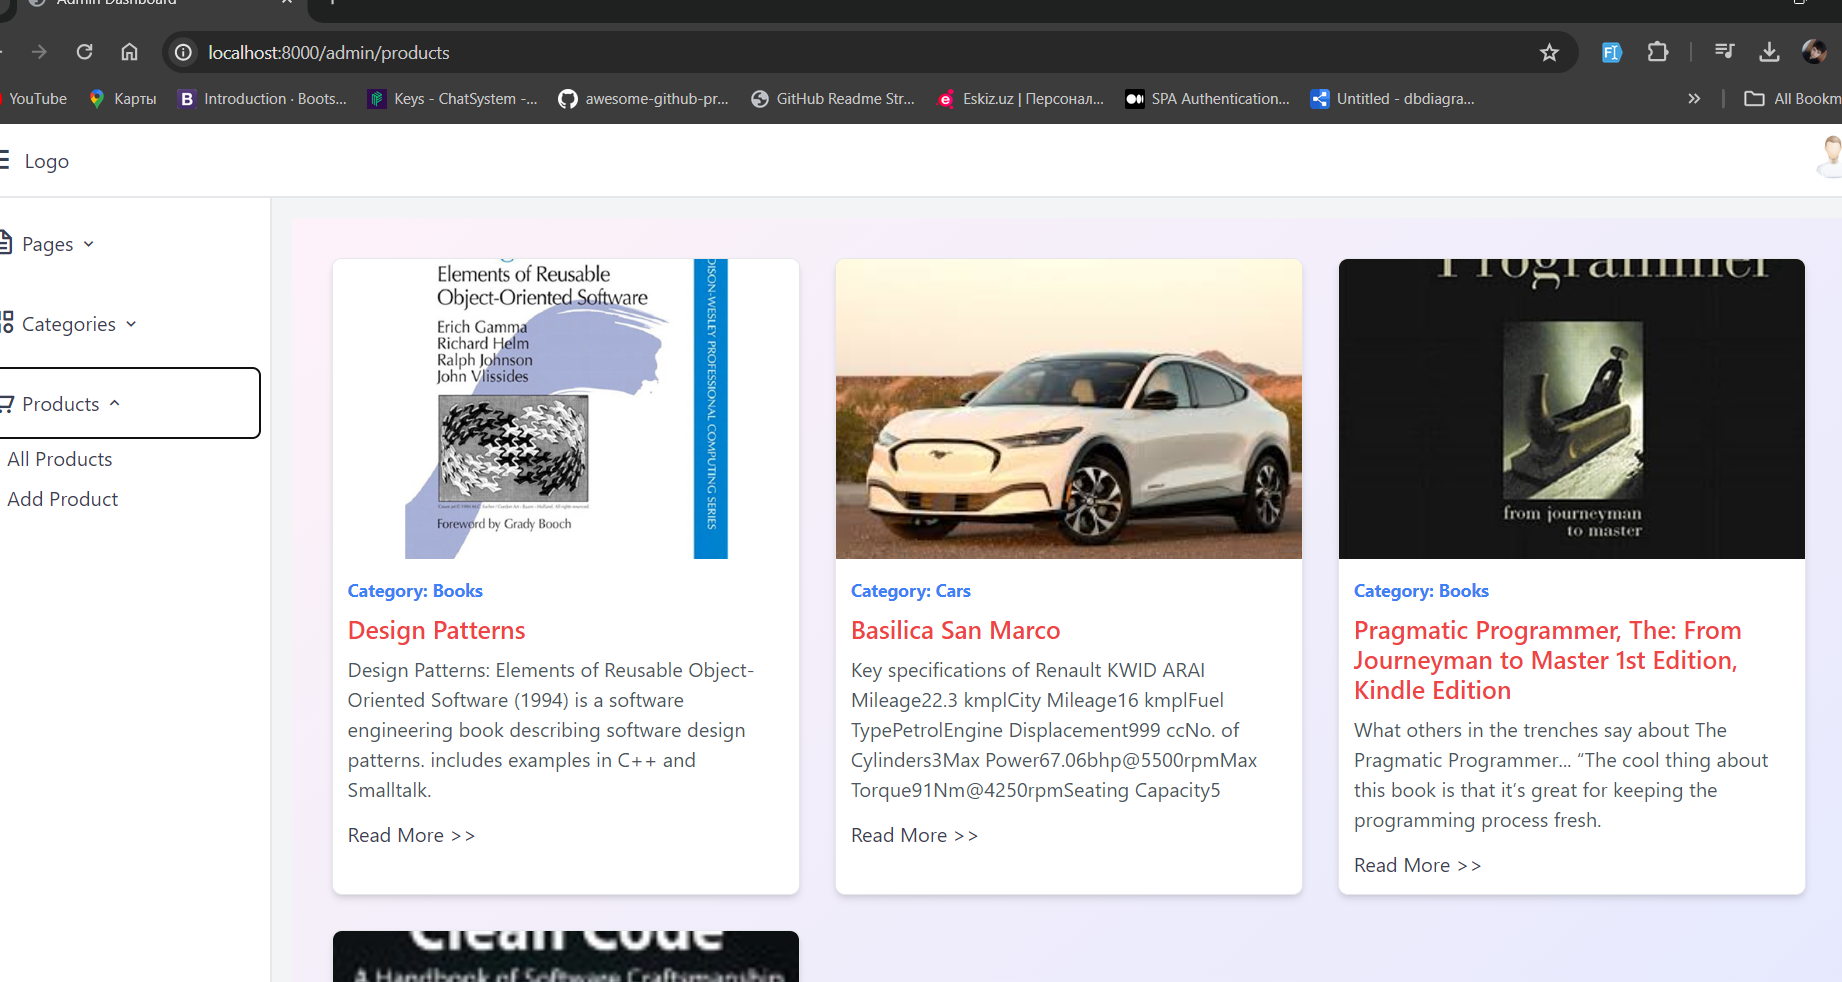 Admin Dashboard
localhost:8000/admin/products
YouTube
Карты
Introduction · Boots...
Keys - ChatSystem -...
awesome-github-pr...
GitHub Readme Str...
Eskiz.uz | Персонал...
SPA Authentication...
Untitled - dbdiagra...
All Bookm
Logo
Pages
Categories
Products
All Products
Add Product
Elements of Reusable
Object-Oriented Software
Erich Gamma
Richard Helm
Ralph Johnson
John Vlissides
Foreword by Grady Booch
DISON-WESLEY PROFESSIONAL COMPUTING SERIES
Category: Books
Design Patterns
Design Patterns: Elements of Reusable Object-
Oriented Software (1994) is a software
engineering book describing software design
patterns. includes examples in C++ and
Smalltalk.
Read More >>
Category: Cars
Basilica San Marco
Key specifications of Renault KWID ARAI
Mileage22.3 kmplCity Mileage16 kmplFuel
TypePetrolEngine Displacement999 ccNo. of
Cylinders3Max Power67.06bhp@5500rpmMax
Torque91Nm@4250rpmSeating Capacity5
Read More >>
Programmer
from journeyman
to master
Category: Books
Pragmatic Programmer, The: From
Journeyman to Master 1st Edition,
Kindle Edition
What others in the trenches say about The
Pragmatic Programmer... “The cool thing about
this book is that it’s great for keeping the
programming process fresh.
Read More >>
Clean Code
A Handbook of Software Craftsmanship